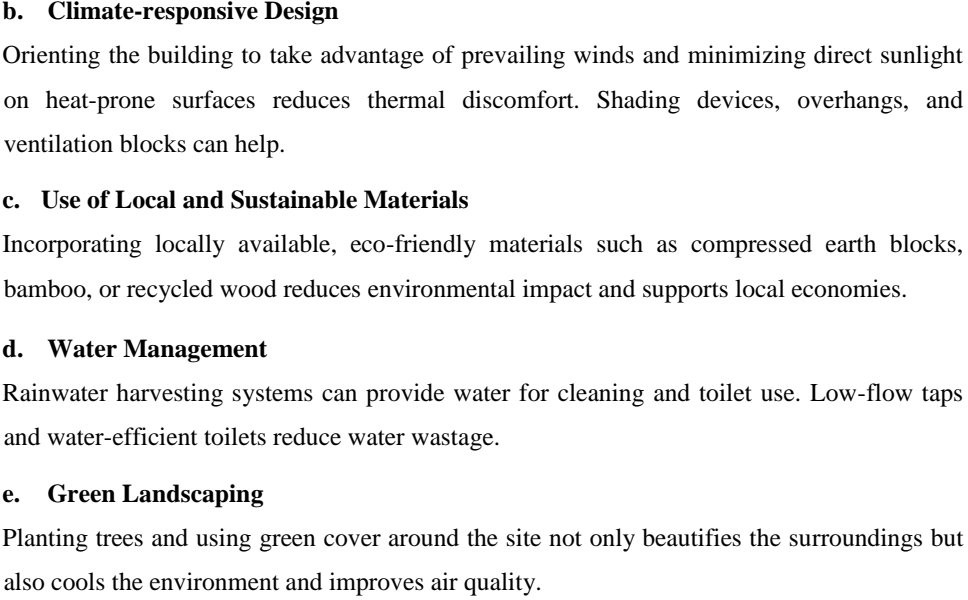 b. Climate-responsive Design
Orienting the building to take advantage of prevailing winds and minimizing direct sunlight
on heat-prone surfaces reduces thermal discomfort. Shading devices, overhangs, and
ventilation blocks can help.
c. Use of Local and Sustainable Materials
Incorporating locally available, eco-friendly materials such as compressed earth blocks,
bamboo, or recycled wood reduces environmental impact and supports local economies.
d. Water Management
Rainwater harvesting systems can provide water for cleaning and toilet use. Low-flow taps
and water-efficient toilets reduce water wastage.
e. Green Landscaping
Planting trees and using green cover around the site not only beautifies the surroundings but
also cools the environment and improves air quality.